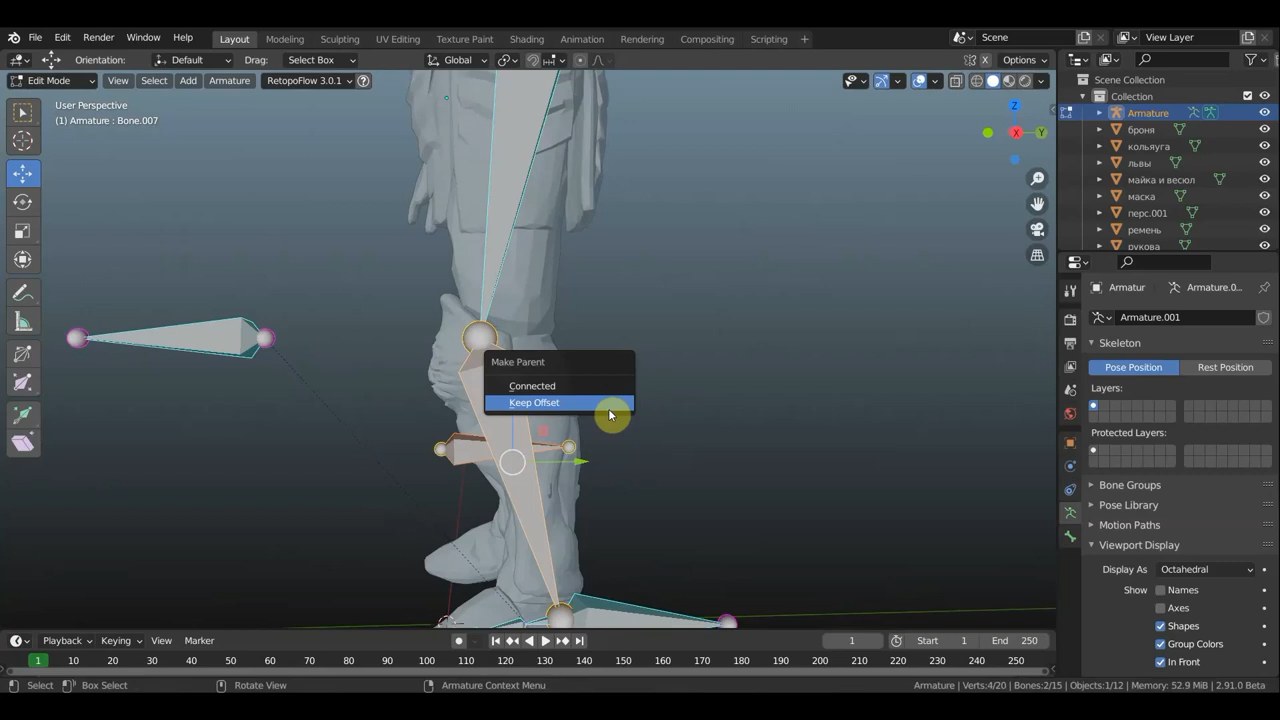 File Edit Render Window Help Layout Modeling Sculpting UV Editing Texture Paint Shading Animation Rendering Compositing Scripting + Scene View Layer
Orientation: Default Drag: Select Box Global X Options
Edit Mode View Select Add Armature RetopoFlow 3.0.1 ?
User Perspective
(1) Armature : Bone.007
Z
X
Y
Make Parent
Connected
Keep Offset
Scene Collection
Collection
Armature
броня
кольяуга
львы
майка и весюл
маска
перс.001
ремень
рукова
Armatur Armature.0...
Armature.001
Skeleton
Pose Position Rest Position
Layers:
Protected Layers:
Bone Groups
Pose Library
Motion Paths
Viewport Display
Display As Octahedral
Show Names
Axes
Shapes
Group Colors
In Front
Playback Keying View Marker 1 Start 1 End 250
1 10 20 30 40 50 60 70 80 90 100 110 120 130 140 150 160 170 180 190 200 210 220 230 240 250
Select Box Select Rotate View Armature Context Menu Armature | Verts:4/20 | Bones:2/15 | Objects:1/12 | Memory: 52.9 MiB | 2.91.0 Beta